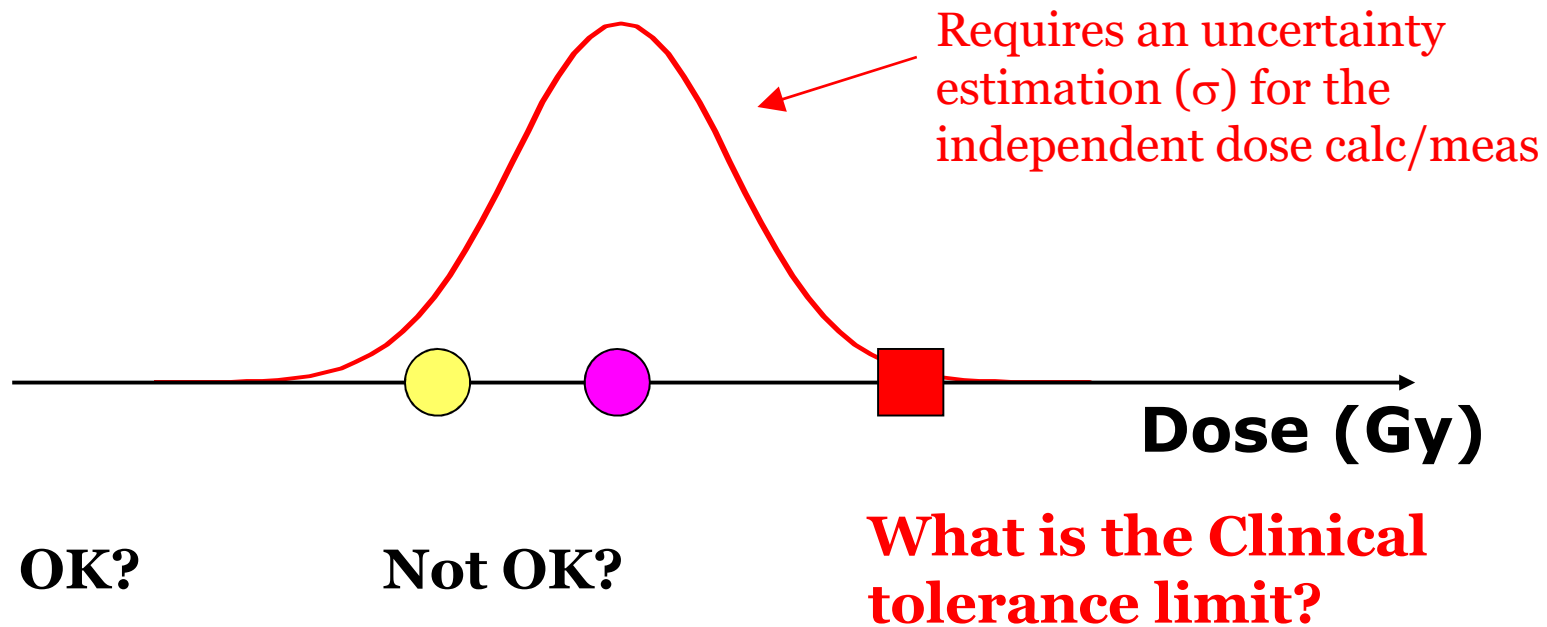 Requires an uncertainty
estimation (σ) for the
independent dose calc/meas
Dose (Gy)
OK?
Not OK?
What is the Clinical
tolerance limit?